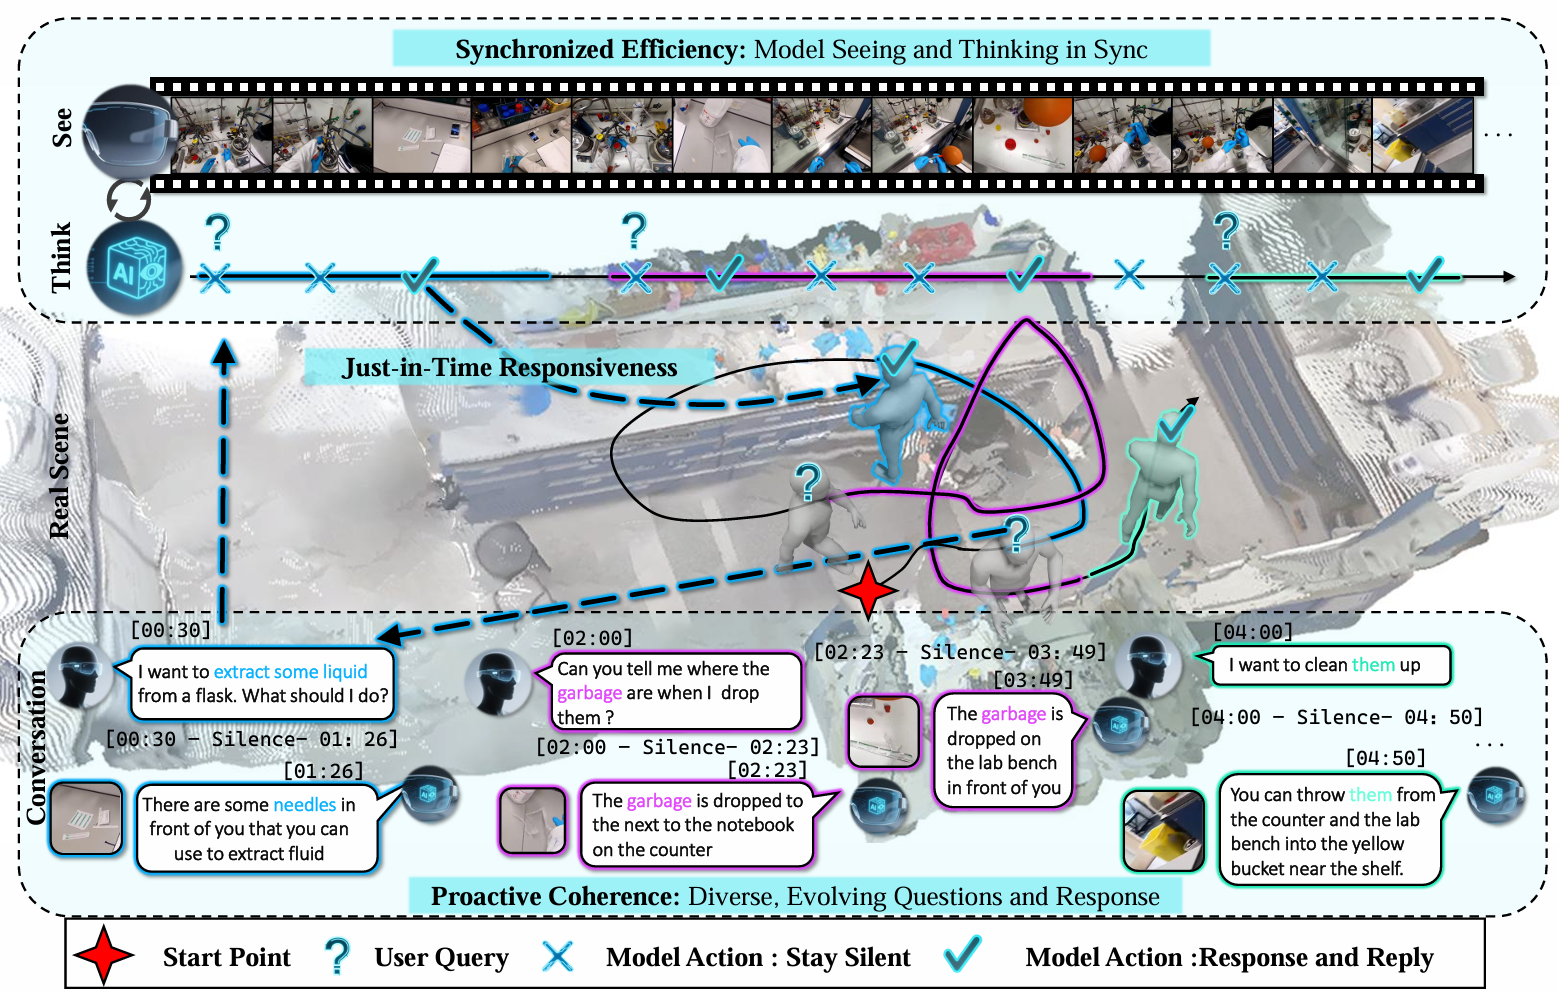 Synchronized Efficiency: Model Seeing and Thinking in Sync
See
Think
AI
?
?
?
Just-in-Time Responsiveness
Real Scene
?
?
Conversation
[00:30]
I want to extract some liquid
from a flask. What should I do?
[00:30 – Silence– 01: 26]
[01:26]
There are some needles in
front of you that you can
use to extract fluid
AI
[02:00]
Can you tell me where the
garbage are when I drop
them ?
[02:00 – Silence– 02:23]
[02:23]
The garbage is dropped to
the next to the notebook
on the counter
AI
[02:23 – Silence– 03: 49]
[03:49]
The garbage is
dropped on
the lab bench
in front of you
AI
[04:00]
I want to clean them up
[04:00 – Silence– 04: 50]
[04:50]
You can throw them from
the counter and the lab
bench into the yellow
bucket near the shelf.
AI
...
Proactive Coherence: Diverse, Evolving Questions and Response
Start Point
? User Query
Model Action : Stay Silent
Model Action :Response and Reply